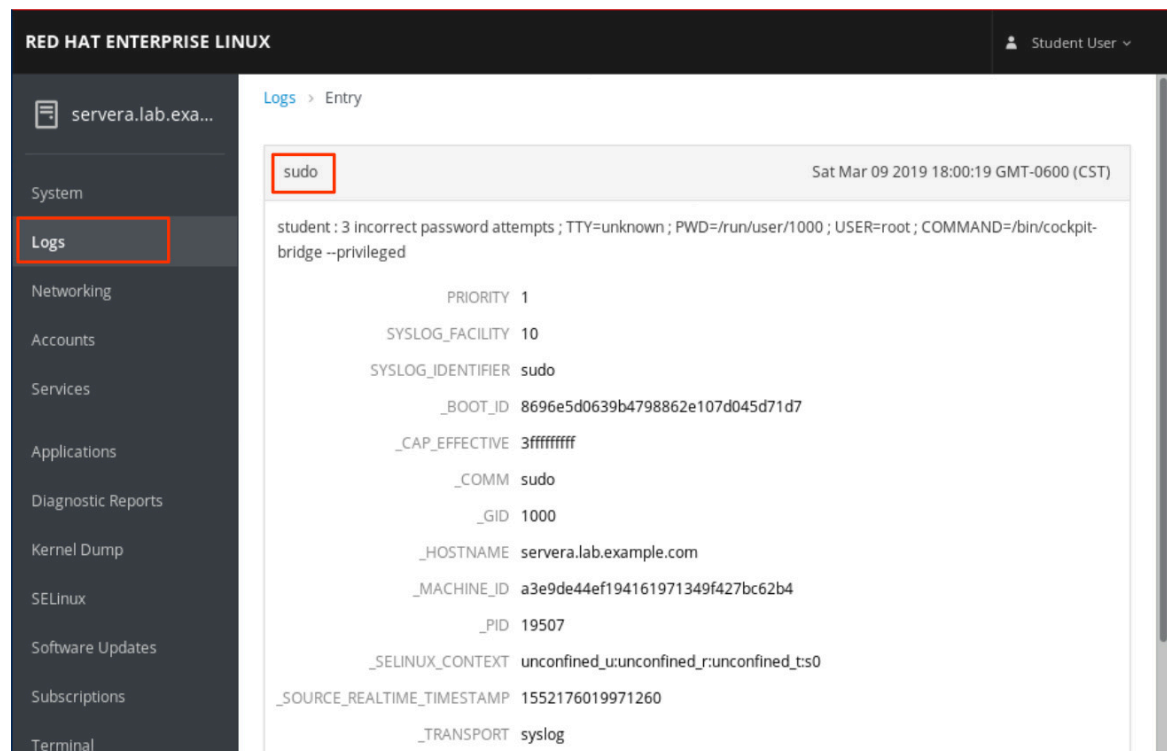 RED HAT ENTERPRISE LINUX
Student User
servera.lab.exa...
System
Logs
Networking
Accounts
Services
Applications
Diagnostic Reports
Kernel Dump
SELinux
Software Updates
Subscriptions
Terminal
Logs > Entry
sudo Sat Mar 09 2019 18:00:19 GMT-0600 (CST)
student : 3 incorrect password attempts ; TTY=unknown ; PWD=/run/user/1000 ; USER=root ; COMMAND=/bin/cockpit-
bridge --privileged
PRIORITY 1
SYSLOG_FACILITY 10
SYSLOG_IDENTIFIER sudo
_BOOT_ID 8696e5d0639b4798862e107d045d71d7
_CAP_EFFECTIVE 3fffffffff
_COMM sudo
_GID 1000
_HOSTNAME servera.lab.example.com
_MACHINE_ID a3e9de44ef194161971349f427bc62b4
_PID 19507
_SELINUX_CONTEXT unconfined_u:unconfined_r:unconfined_t:s0
_SOURCE_REALTIME_TIMESTAMP 1552176019971260
_TRANSPORT syslog